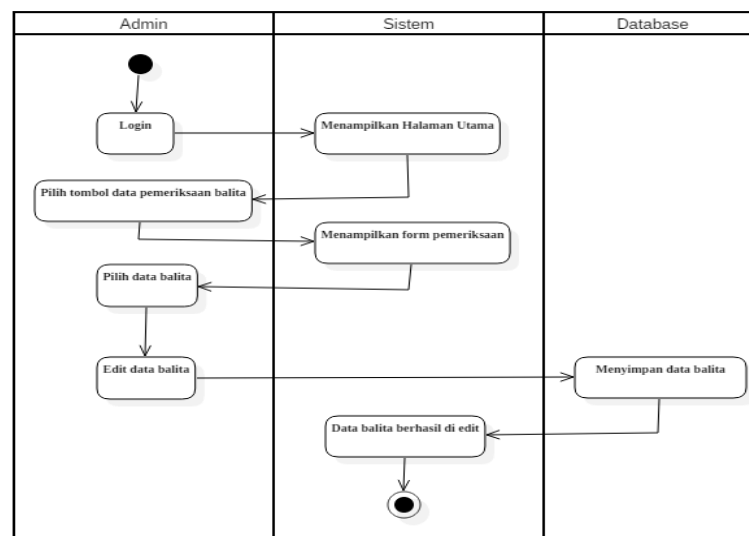 Admin
Sistem
Database
Login
Menampilkan Halaman Utama
Pilih tombol data pemeriksaan balita
Menampilkan form pemeriksaan
Pilih data balita
Edit data balita
Menyimpan data balita
Data balita berhasil di edit